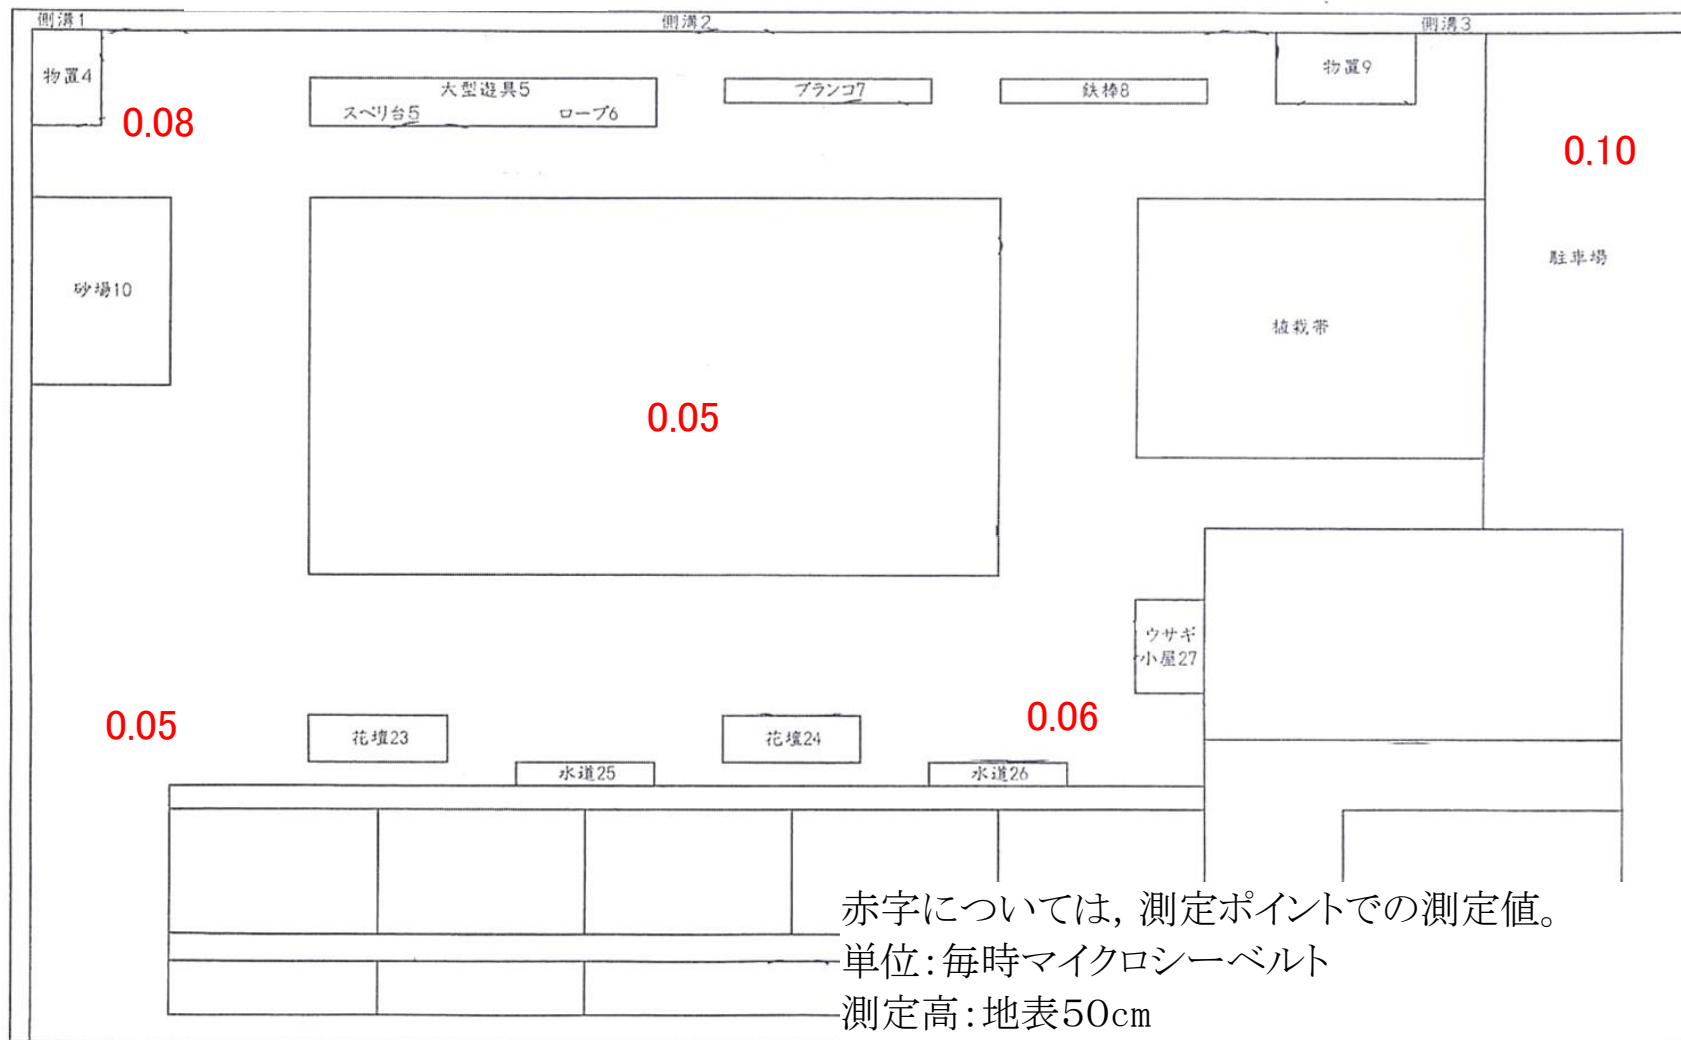 側溝1
側溝2
側溝3
物置4
大型遊具5
スベリ台5
ロープ6
ブランコ7
鉄棒8
物置9
0.08
0.10
砂場10
駐車場
植栽帯
0.05
ウサギ
小屋27
0.05
0.06
花壇23
花壇24
水道25
水道26
赤字については，測定ポイントでの測定値。
単位：毎時マイクロシーベルト
測定高：地表50cm